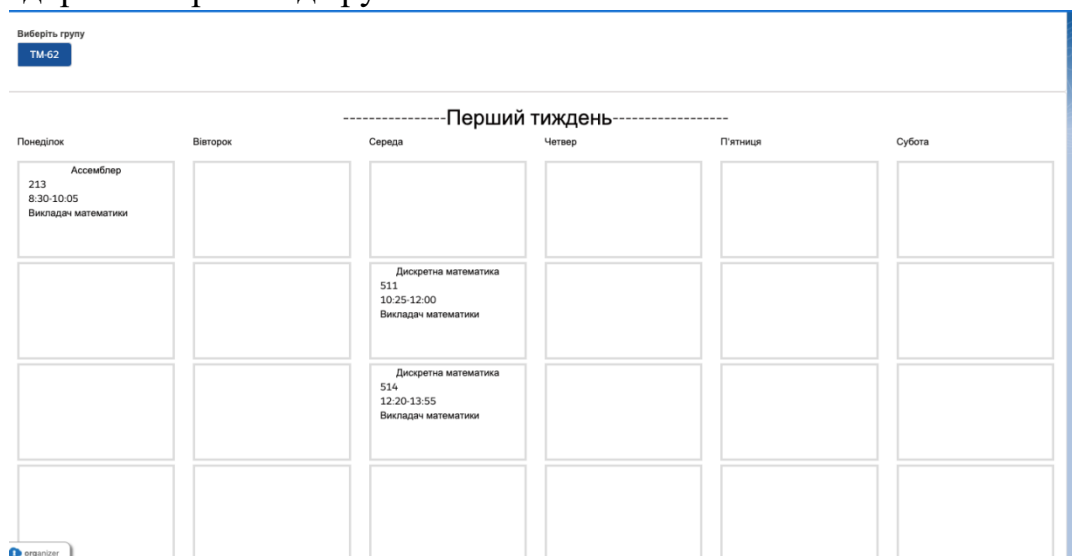 Виберіть групу
ТМ-62
----------------Перший тиждень------------------
Понеділок Вівторок Середа Четвер П'ятниця Субота
Ассемблер
213
8:30-10:05
Викладач математики
Дискретна математика
511
10:25-12:00
Викладач математики
Дискретна математика
514
12:20-13:55
Викладач математики
organizer